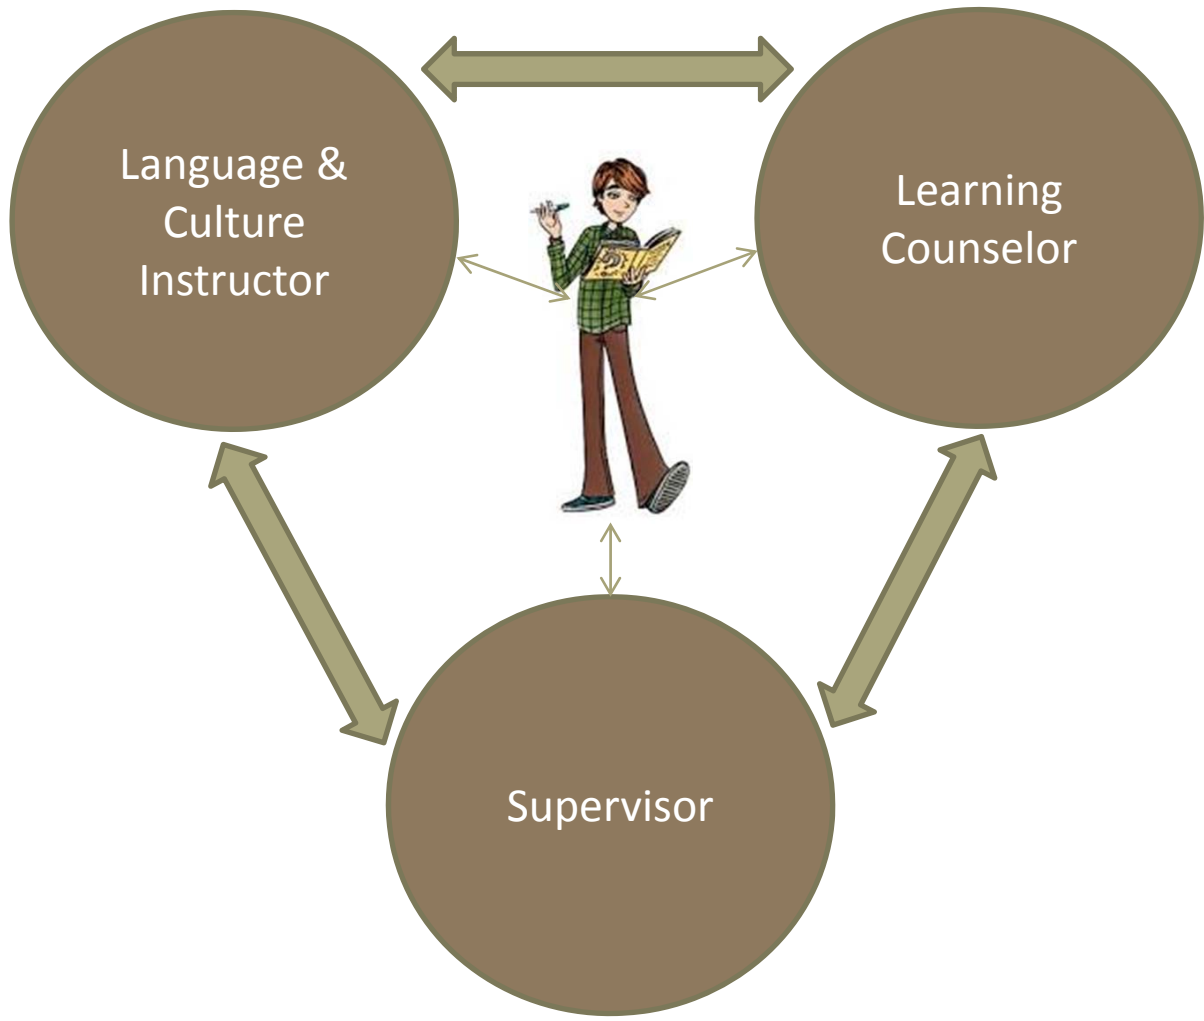 Language &
Culture
Instructor
Learning
Counselor
Supervisor